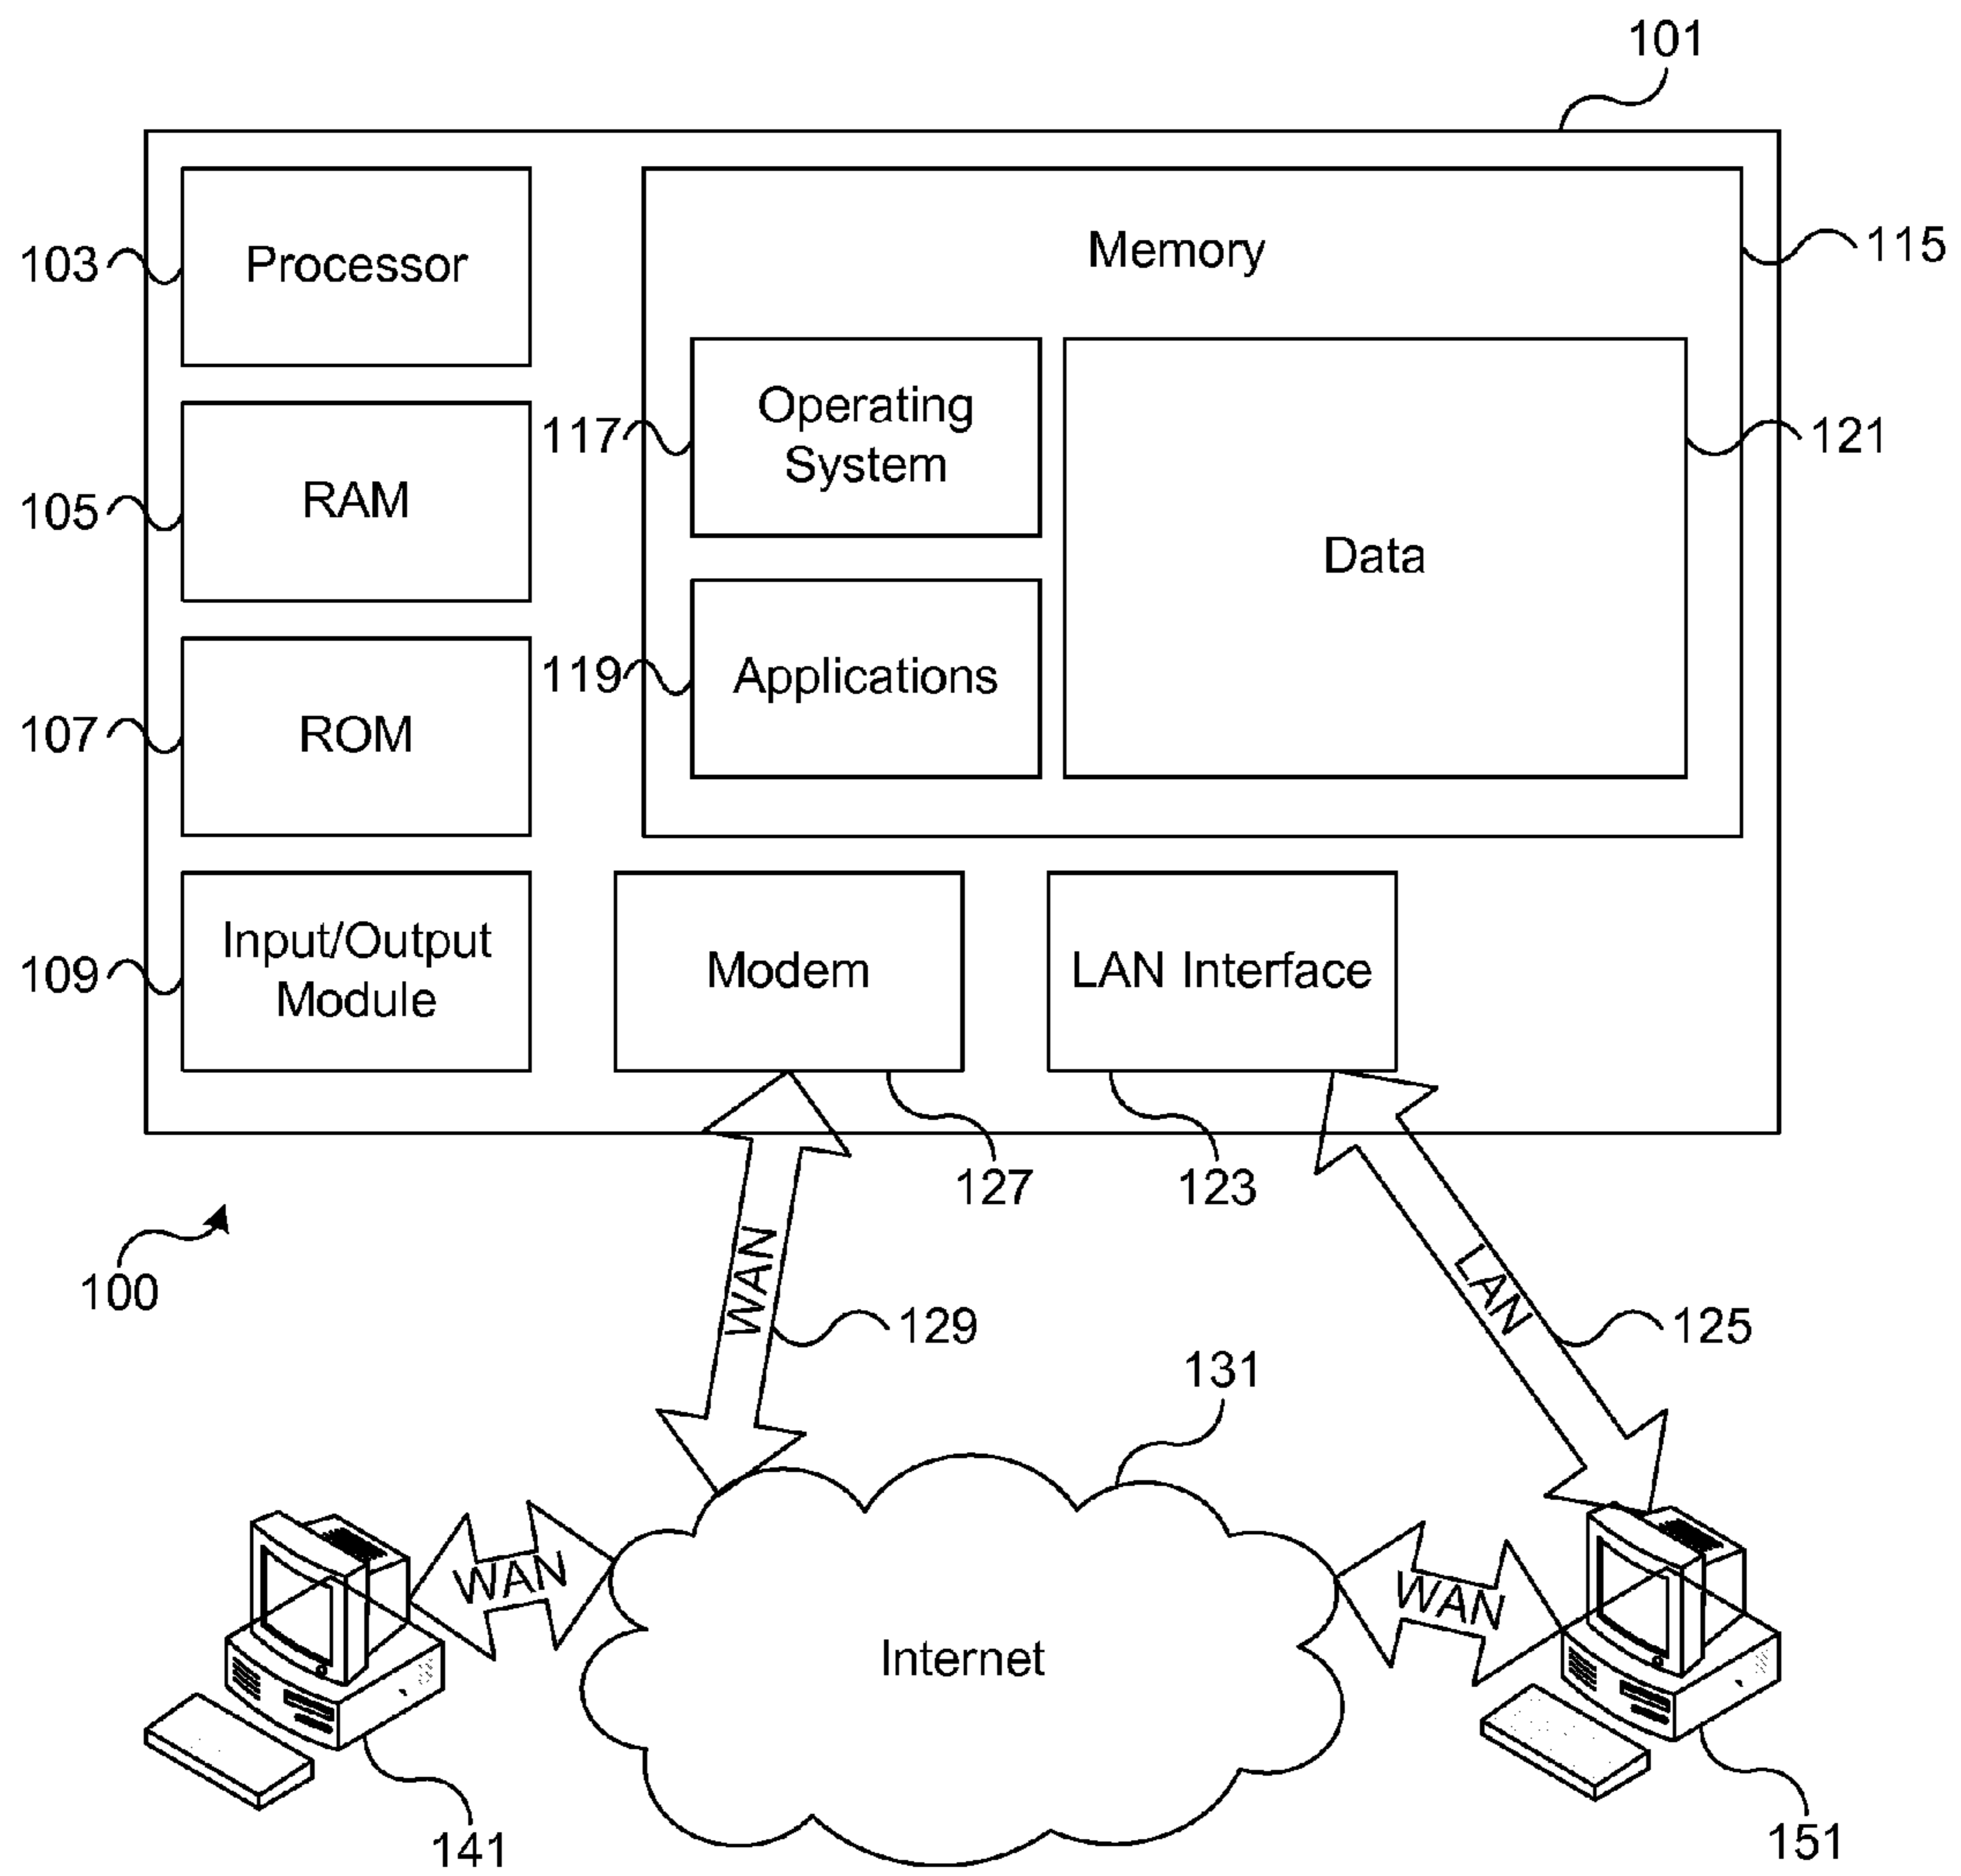 101
Processor
103
Memory
115
Operating
System
117
121
RAM
105
Data
Applications
119
ROM
107
Input/Output
Module
109
Modem
LAN Interface
127
123
100
WAN
129
LAN
125
131
WAN
WAN
Internet
141
151